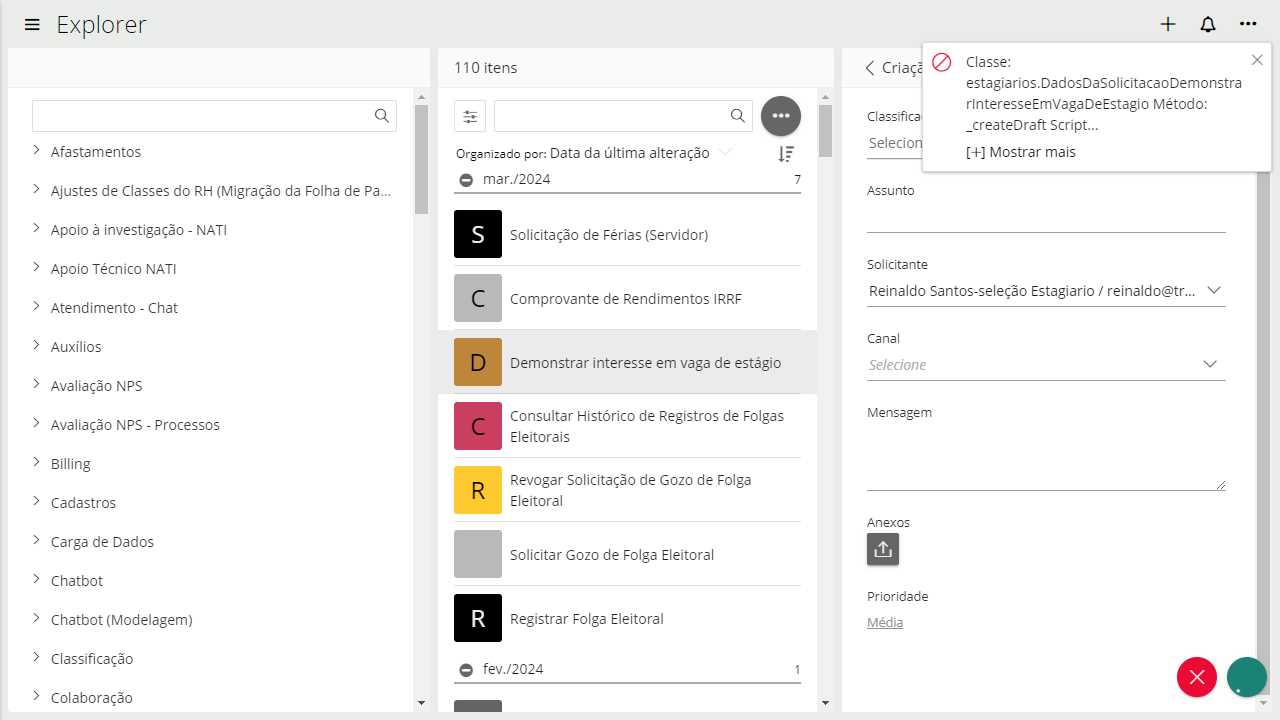 Explorer
110 itens
Criaçã
Classe:
estagiarios.DadosDaSolicitacaoDemonstra
rInteresseEmVagaDeEstagio Método:
_createDraft Script...
[+] Mostrar mais
Afastamentos
Ajustes de Classes do RH (Migração da Folha de Pa...
Apoio à investigação - NATI
Apoio Técnico NATI
Atendimento - Chat
Auxílios
Avaliação NPS
Avaliação NPS - Processos
Billing
Cadastros
Carga de Dados
Chatbot
Chatbot (Modelagem)
Classificação
Colaboração
Organizado por: Data da última alteração
mar./2024 7
S Solicitação de Férias (Servidor)
C Comprovante de Rendimentos IRRF
D Demonstrar interesse em vaga de estágio
C Consultar Histórico de Registros de Folgas
Eleitorais
R Revogar Solicitação de Gozo de Folga
Eleitoral
Solicitar Gozo de Folga Eleitoral
R Registrar Folga Eleitoral
fev./2024 1
Classificaç
Selecion
Assunto
Solicitante
Reinaldo Santos-seleção Estagiario / reinaldo@tr...
Canal
Selecione
Mensagem
Anexos
Prioridade
Média